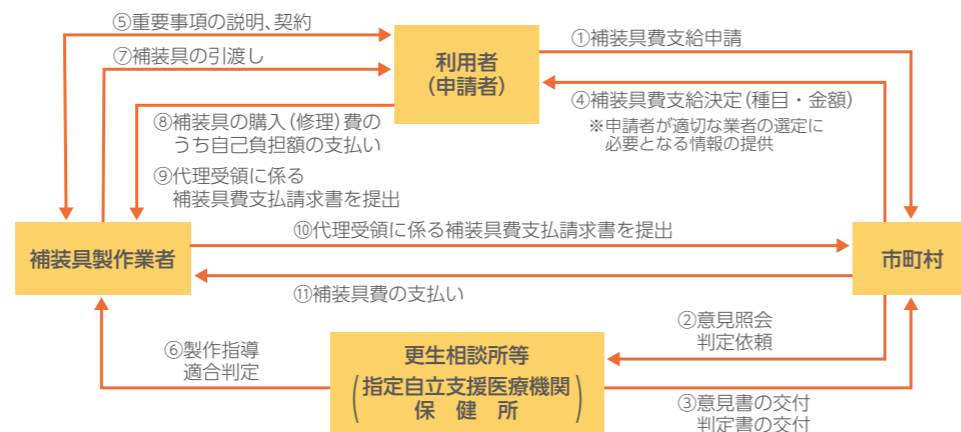 ⑤重要事項の説明、契約
⑦補装具の引渡し
利用者
(申請者)
①補装具費支給申請
④補装具費支給決定(種目・金額)
※申請者が適切な業者の選定に
必要となる情報の提供
⑧補装具の購入(修理)費の
うち自己負担額の支払い
⑨代理受領に係る
補装具費支払請求書を提出
補装具製作業者
⑩代理受領に係る補装具費支払請求書を提出
市町村
⑪補装具費の支払い
⑥製作指導
適合判定
更生相談所等
(指定自立支援医療機関
保健所)
②意見照会
判定依頼
③意見書の交付
判定書の交付